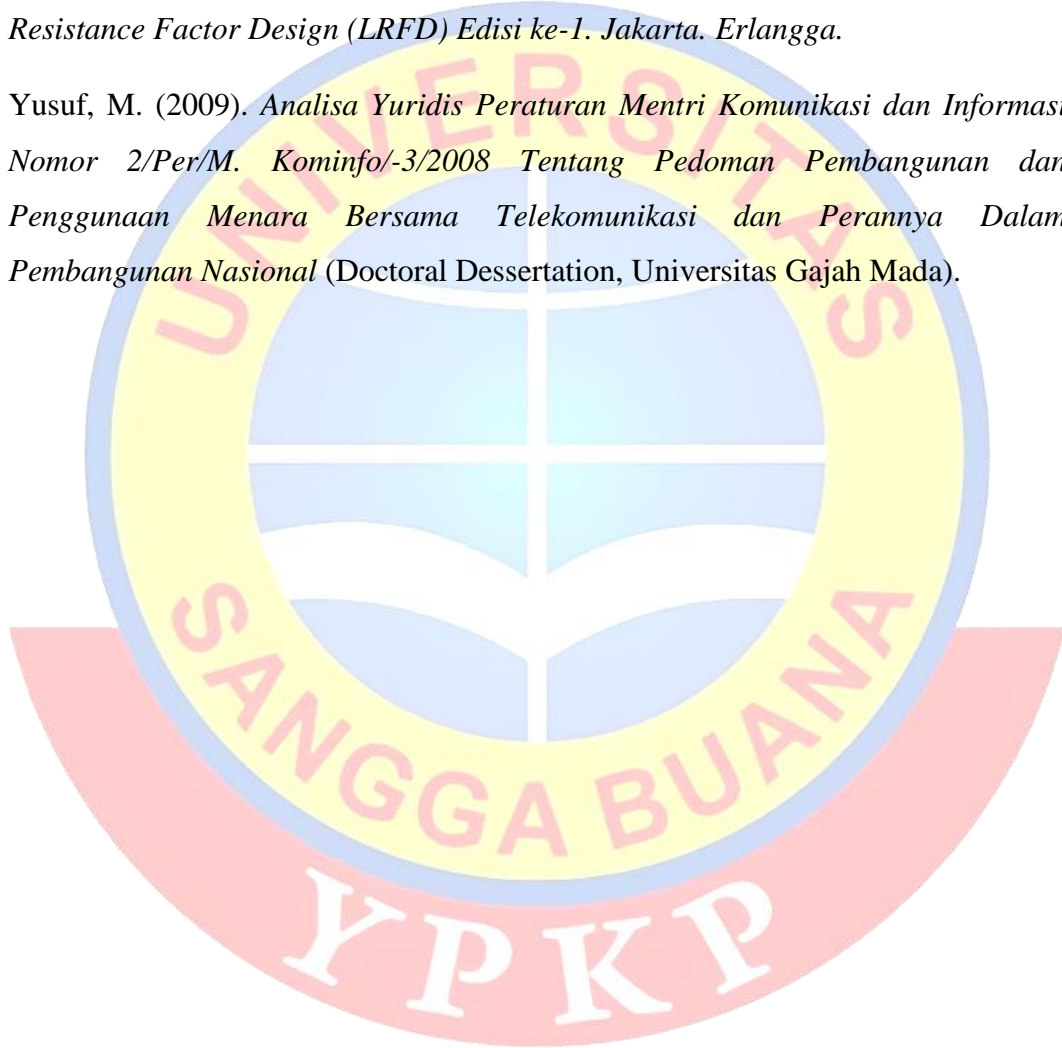 Resistance Factor Design (LRFD) Edisi ke-1. Jakarta. Erlangga.
Yusuf, M. (2009). Analisa Yuridis Peraturan Mentri Komunikasi dan Informasi
Nomor 2/Per/M. Kominfo/-3/2008 Tentang Pedoman Pembangunan dan
Penggunaan Menara Bersama Telekomunikasi dan Perannya Dalam
Pembangunan Nasional (Doctoral Dessertation, Universitas Gajah Mada).
UNIVERSITAS
SANGGA BUANA
YPKP